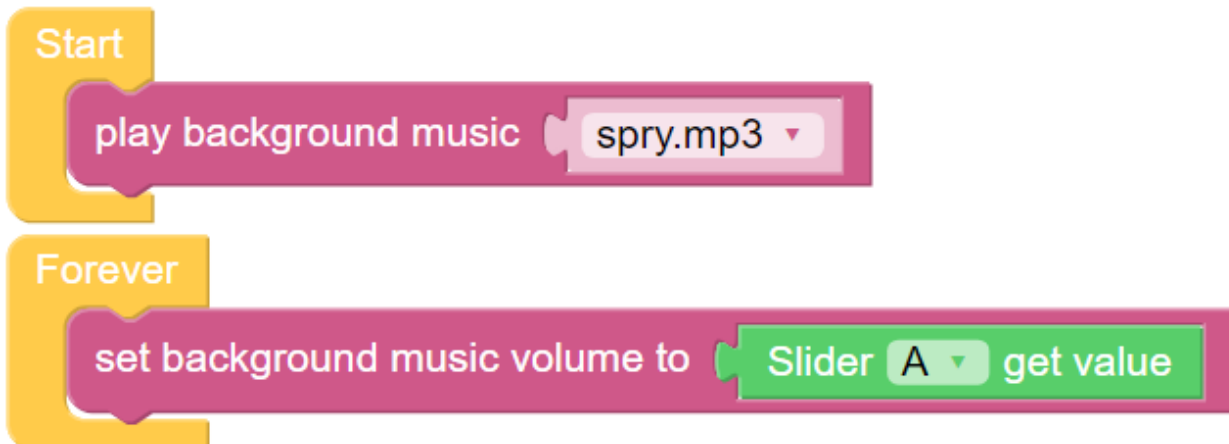 Start
play background music spry.mp3
Forever
set background music volume to Slider A get value